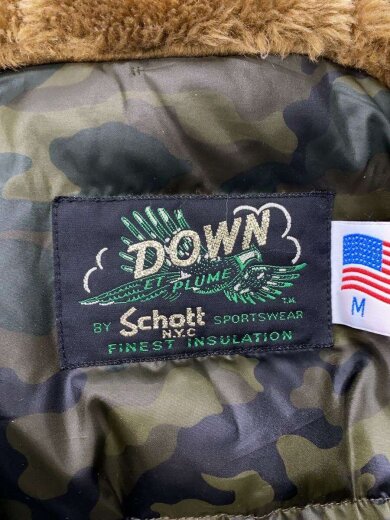 DOWN
ET PLUME
TM
BY Schott SPORTSWEAR
N.Y.C
FINEST INSULATION
M